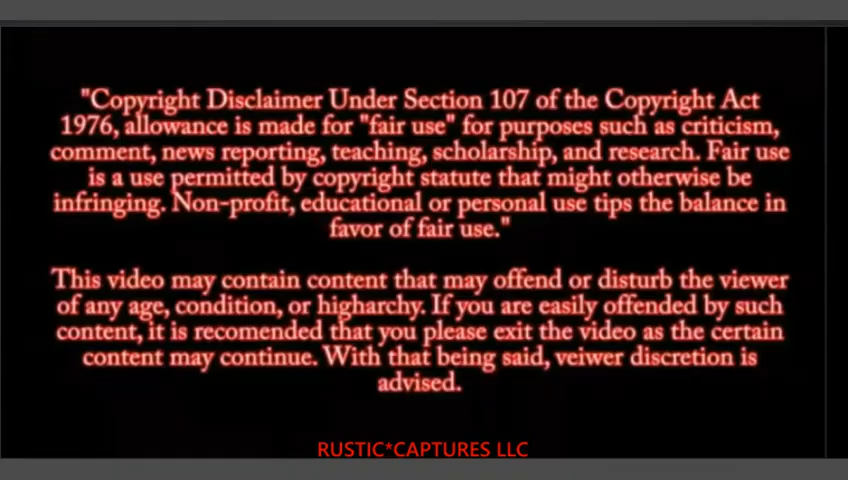 "Copyright Disclaimer Under Section 107 of the Copyright Act
1976, allowance is made for "fair use" for purposes such as criticism,
comment, news reporting, teaching, scholarship, and research. Fair use
is a use permitted by copyright statute that might otherwise be
infringing. Non-profit, educational or personal use tips the balance in
favor of fair use."
This video may contain content that may offend or disturb the viewer
of any age, condition, or higharchy. If you are easily offended by such
content, it is recomended that you please exit the video as the certain
content may continue. With that being said, veiwer discretion is
advised.
RUSTIC*CAPTURES LLC